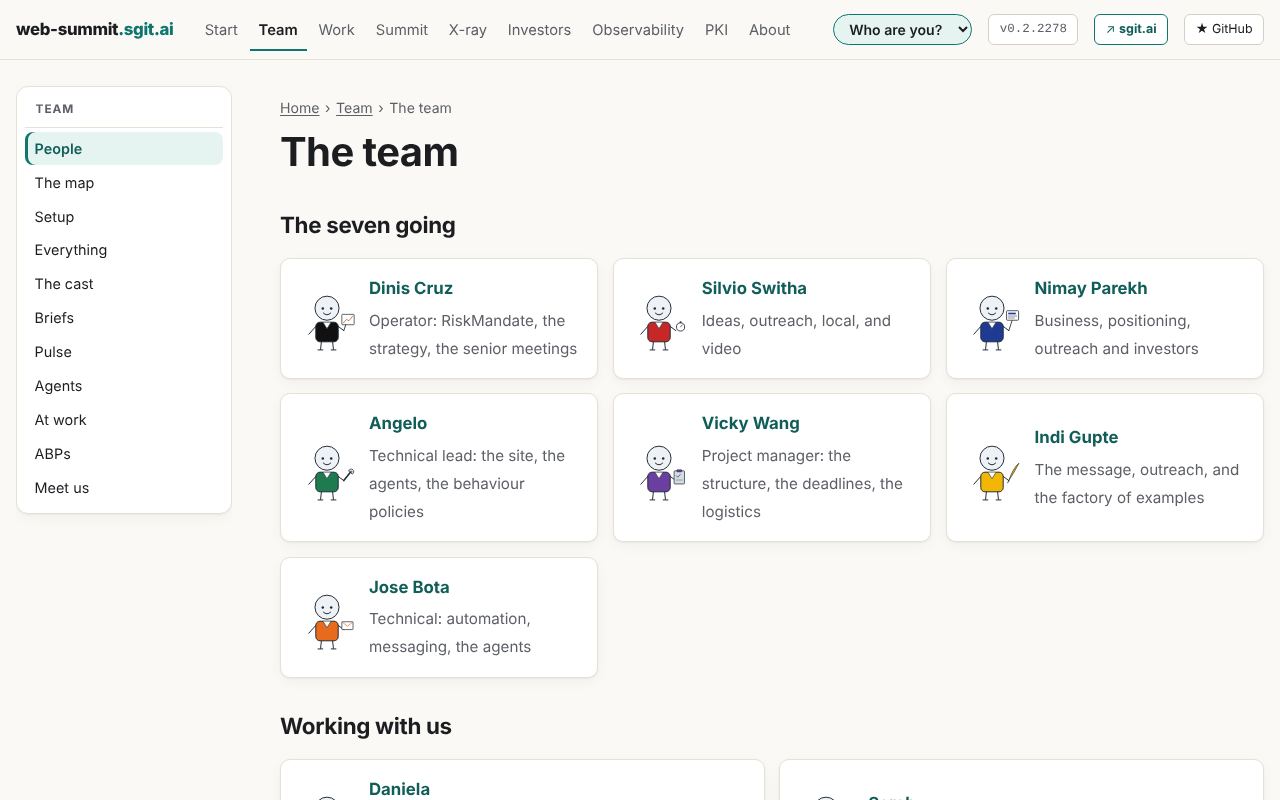 web-summit.sgit.ai Start Team Work Summit X-ray Investors Observability PKI About Who are you? v0.2.2278 ↗ sgit.ai ★ GitHub
TEAM
People
The map
Setup
Everything
The cast
Briefs
Pulse
Agents
At work
ABPs
Meet us
Home › Team › The team
The team
The seven going
Dinis Cruz
Operator: RiskMandate, the
strategy, the senior meetings
Silvio Switha
Ideas, outreach, local, and
video
Nimay Parekh
Business, positioning,
outreach and investors
Angelo
Technical lead: the site, the
agents, the behaviour
policies
Vicky Wang
Project manager: the
structure, the deadlines, the
logistics
Indi Gupte
The message, outreach, and
the factory of examples
Jose Bota
Technical: automation,
messaging, the agents
Working with us
Daniela